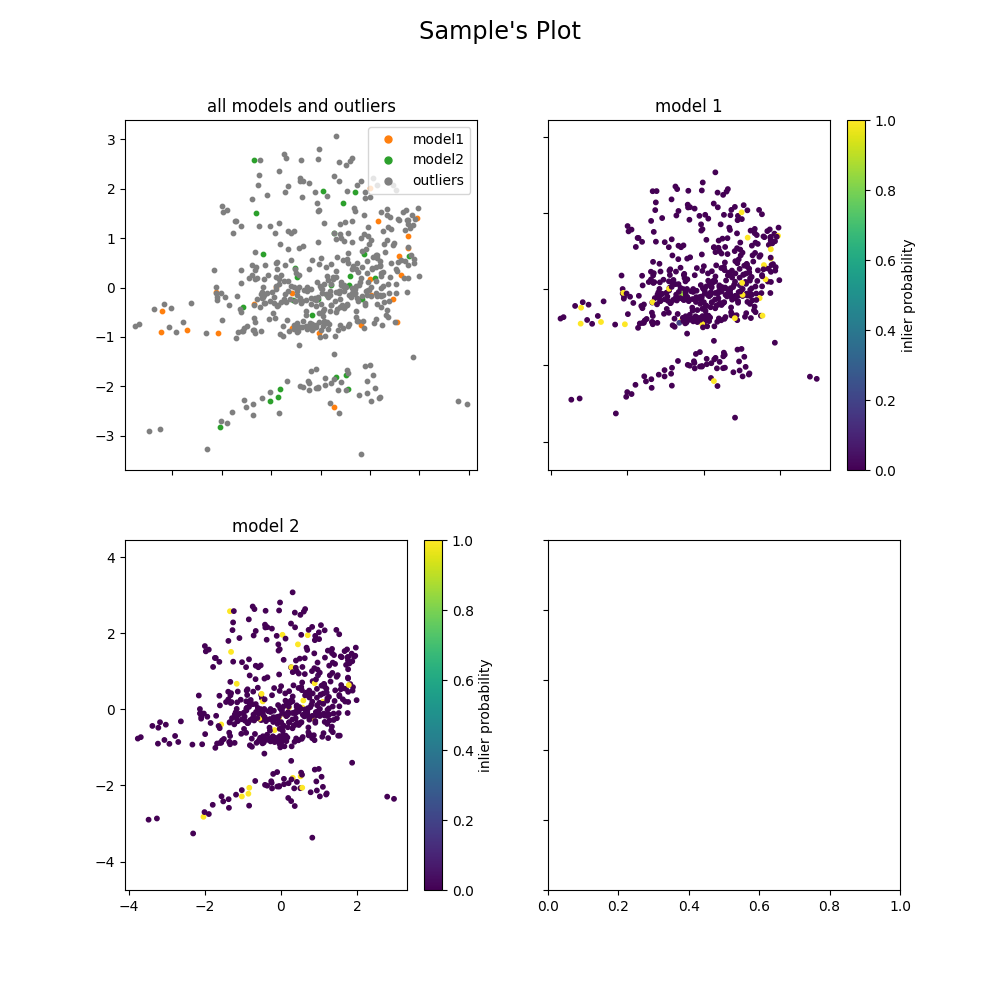 Sample's Plot
all models and outliers
3
2
1
0
−1
−2
−3
model1
model2
outliers
model 1
1.0
0.8
0.6
0.4
0.2
0.0
inlier probability
model 2
4
2
0
−2
−4
−4 −2 0 2
1.0
0.8
0.6
0.4
0.2
0.0
inlier probability
0.0 0.2 0.4 0.6 0.8 1.0